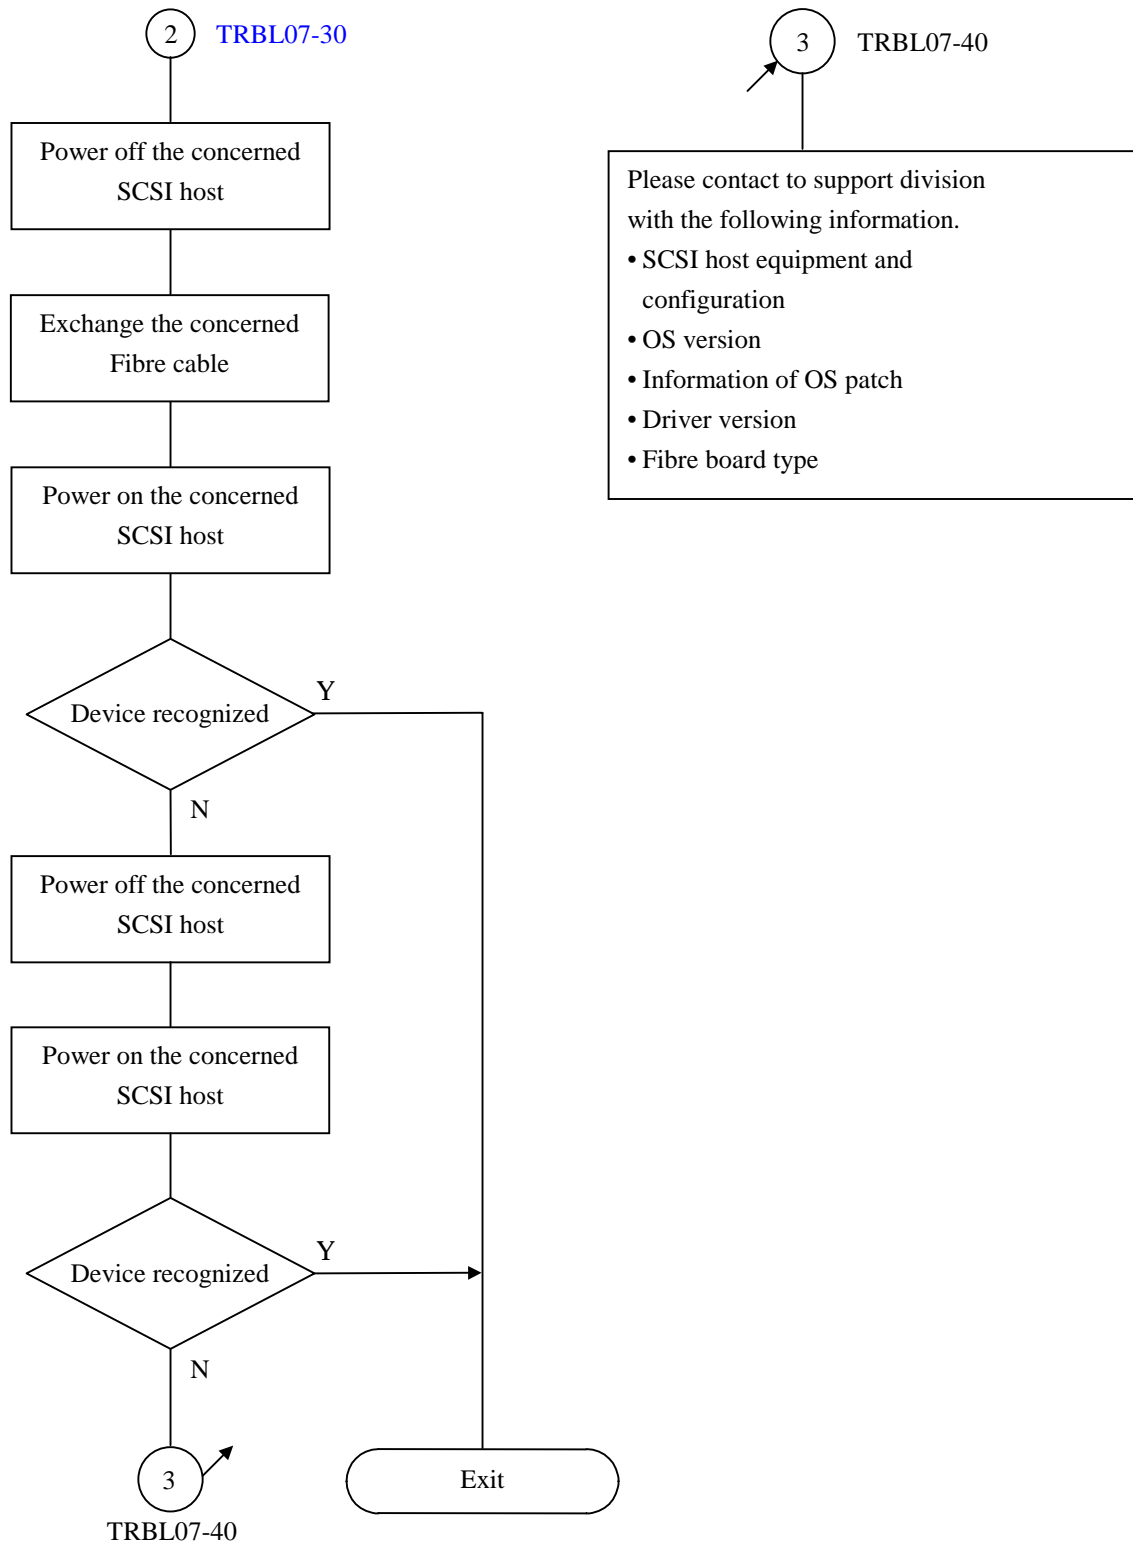 2 TRBL07-30
Power off the concerned
SCSI host
Exchange the concerned
Fibre cable
Power on the concerned
SCSI host
Device recognized
Y
N
Power off the concerned
SCSI host
Power on the concerned
SCSI host
Device recognized
Y
N
3
TRBL07-40
Exit
3 TRBL07-40
Please contact to support division
with the following information.
• SCSI host equipment and
configuration
• OS version
• Information of OS patch
• Driver version
• Fibre board type